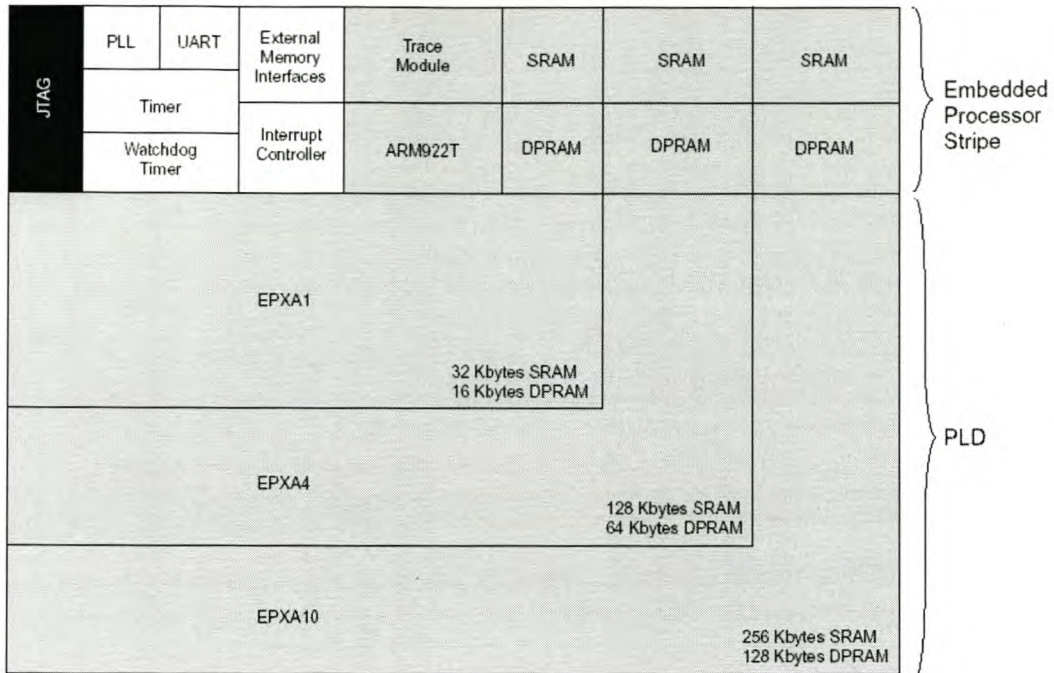 JTAG
PLL
UART
External
Memory
Interfaces
Trace
Module
SRAM
SRAM
SRAM
Timer
Watchdog
Timer
Interrupt
Controller
ARM922T
DPRAM
DPRAM
DPRAM
Embedded
Processor
Stripe
EPXA1
32 Kbytes SRAM
16 Kbytes DPRAM
EPXA4
128 Kbytes SRAM
64 Kbytes DPRAM
PLD
EPXA10
256 Kbytes SRAM
128 Kbytes DPRAM